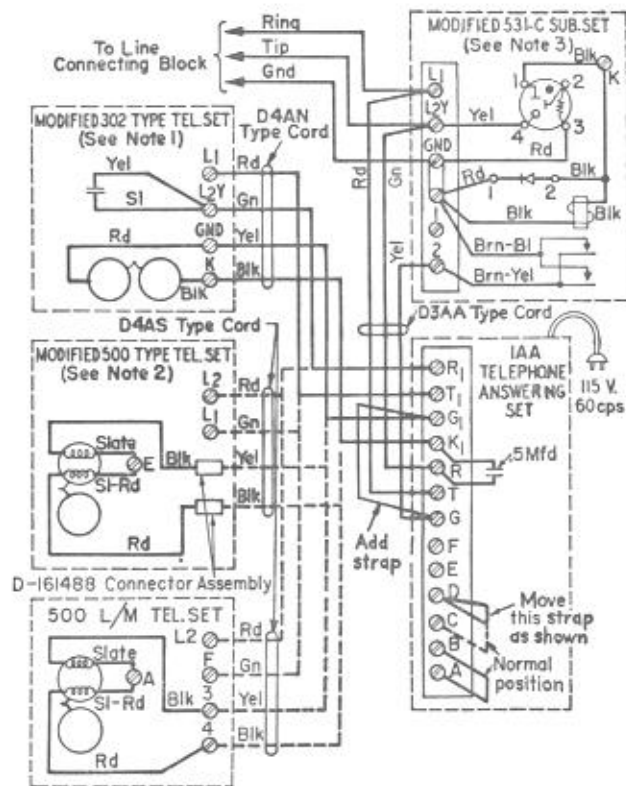 To Line
Connecting Block
Ring
Tip
Gnd
MODIFIED 531-C SUB.SET
(See Note 3)
L1
L2Y
GND
1
2
Yel
1
2
4
3
Blk
K
Blk
Rd
Rd
1
2
Blk
Blk
Blk
Brn-Bl
Brn-Yel
Rd
Gn
Yel
MODIFIED 302 TYPE TEL. SET
(See Note 1)
Yel
Sl
Rd
Blk
L1
L2Y
GND
K
D4AN
Type Cord
Rd
Gn
Yel
Blk
D4AS Type Cord
D3AA Type Cord
MODIFIED 500 TYPE TEL. SET
(See Note 2)
L2
L1
Slate
E
Sl-Rd
Blk
Rd
Rd
Gn
Yel
Blk
D-161488 Connector Assembly
500 L/M TEL. SET
Slate
A
Sl-Rd
Blk
Rd
L2
F
3
4
Rd
Gn
Yel
Blk
1AA
TELEPHONE
ANSWERING
SET
115 V.
60cps
R1
T1
G1
K1
R
T
G
F
E
D
C
B
A
.5Mfd
Add
strap
Move
this strap
as shown
Normal
position